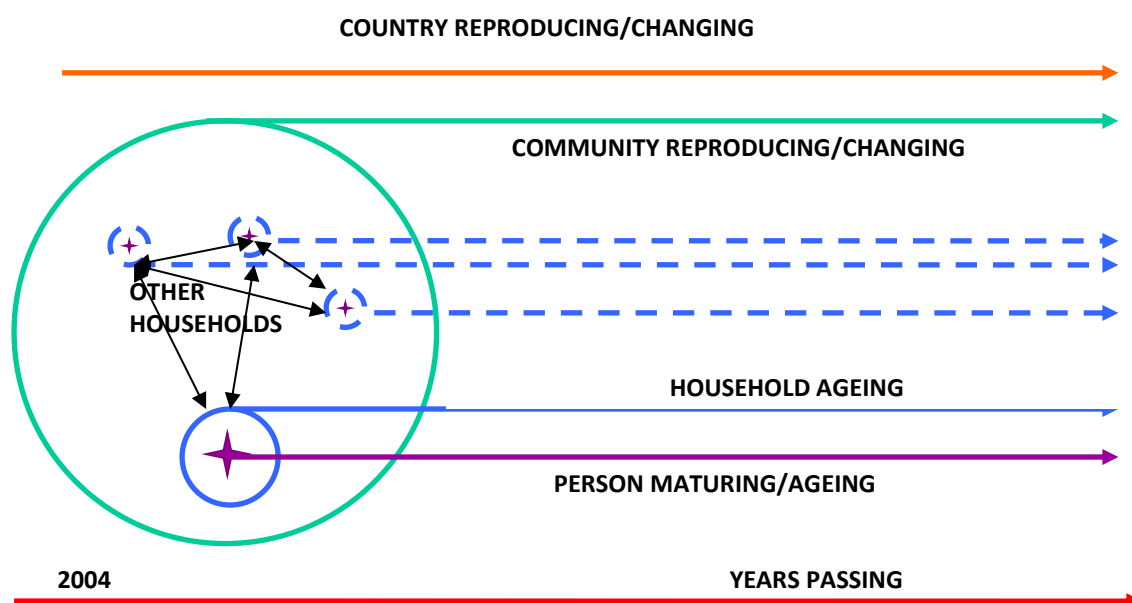 COUNTRY REPRODUCING/CHANGING
COMMUNITY REPRODUCING/CHANGING
OTHER
HOUSEHOLDS
HOUSEHOLD AGEING
PERSON MATURING/AGEING
2004
YEARS PASSING